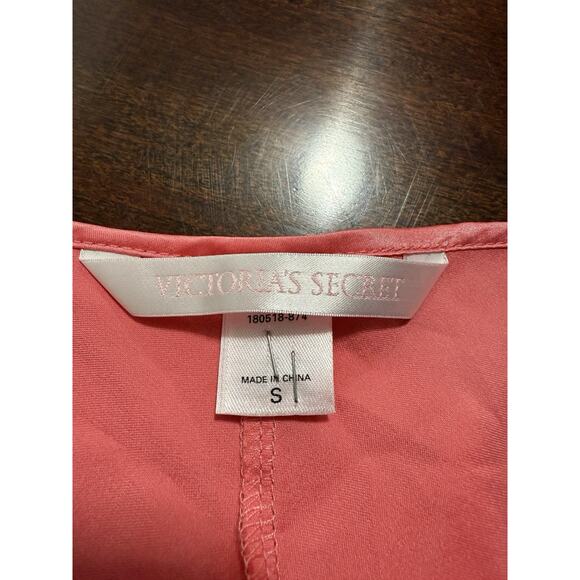 VICTORIA'S SECRET
180518-874
MADE IN CHINA
S